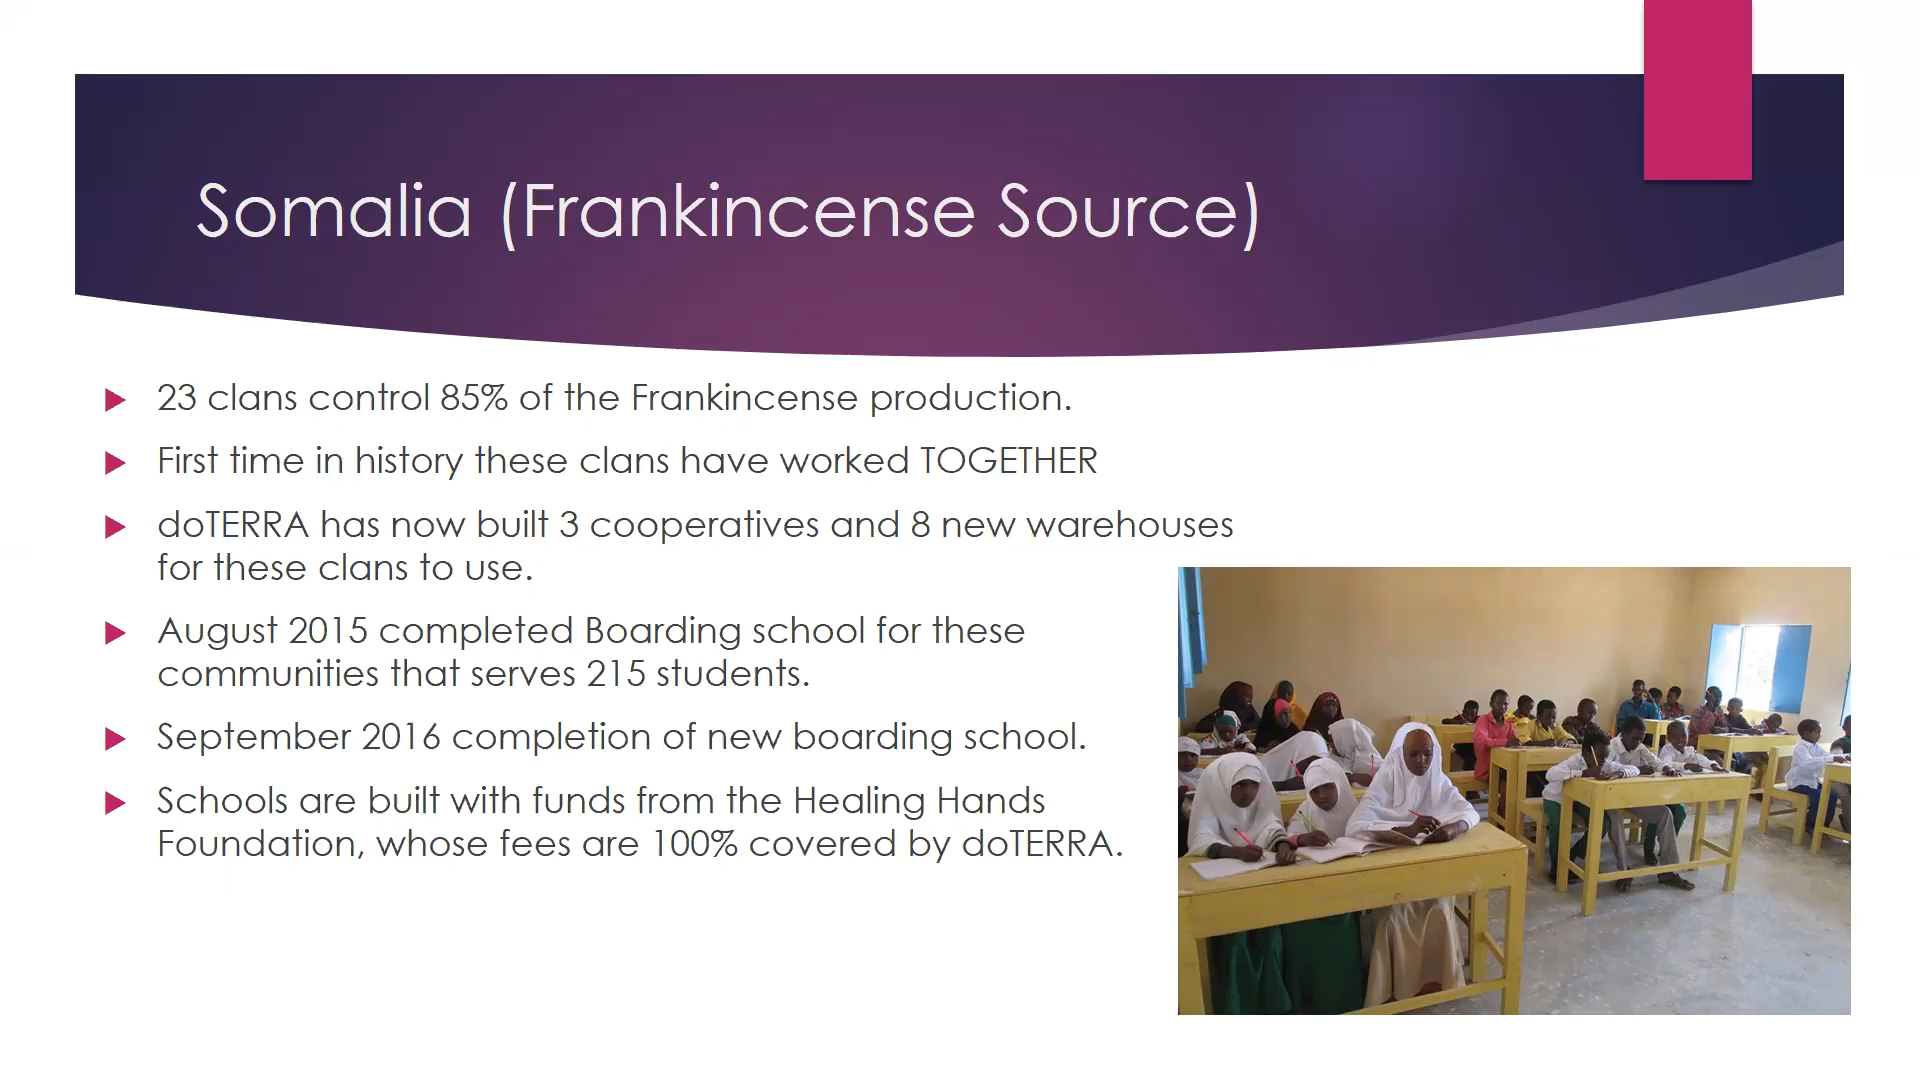 Somalia (Frankincense Source)
23 clans control 85% of the Frankincense production.
First time in history these clans have worked TOGETHER
doTERRA has now built 3 cooperatives and 8 new warehouses
for these clans to use.
August 2015 completed Boarding school for these
communities that serves 215 students.
September 2016 completion of new boarding school.
Schools are built with funds from the Healing Hands
Foundation, whose fees are 100% covered by doTERRA.